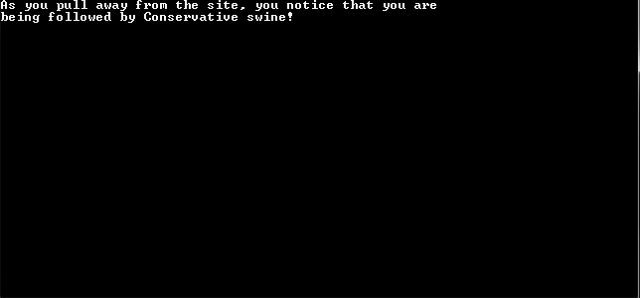 As you pull away from the site, you notice that you are
being followed by Conservative swine!